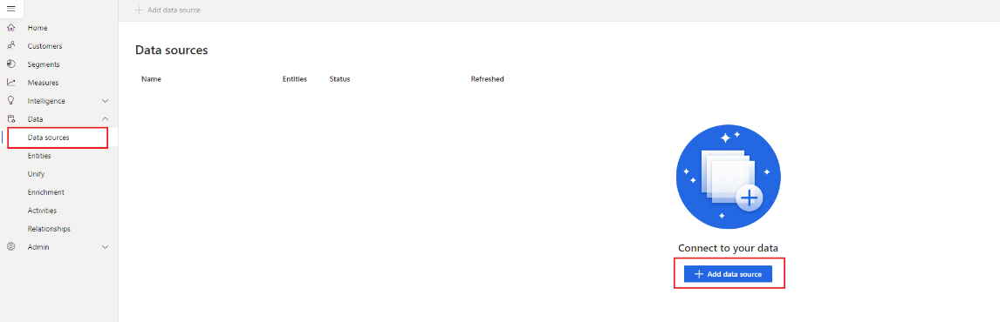 Add data source
Home
Customers
Segments
Measures
Intelligence
Data
Data sources
Entities
Unify
Enrichment
Activities
Relationships
Admin
Data sources
Name Entities Status Refreshed
Connect to your data
Add data source